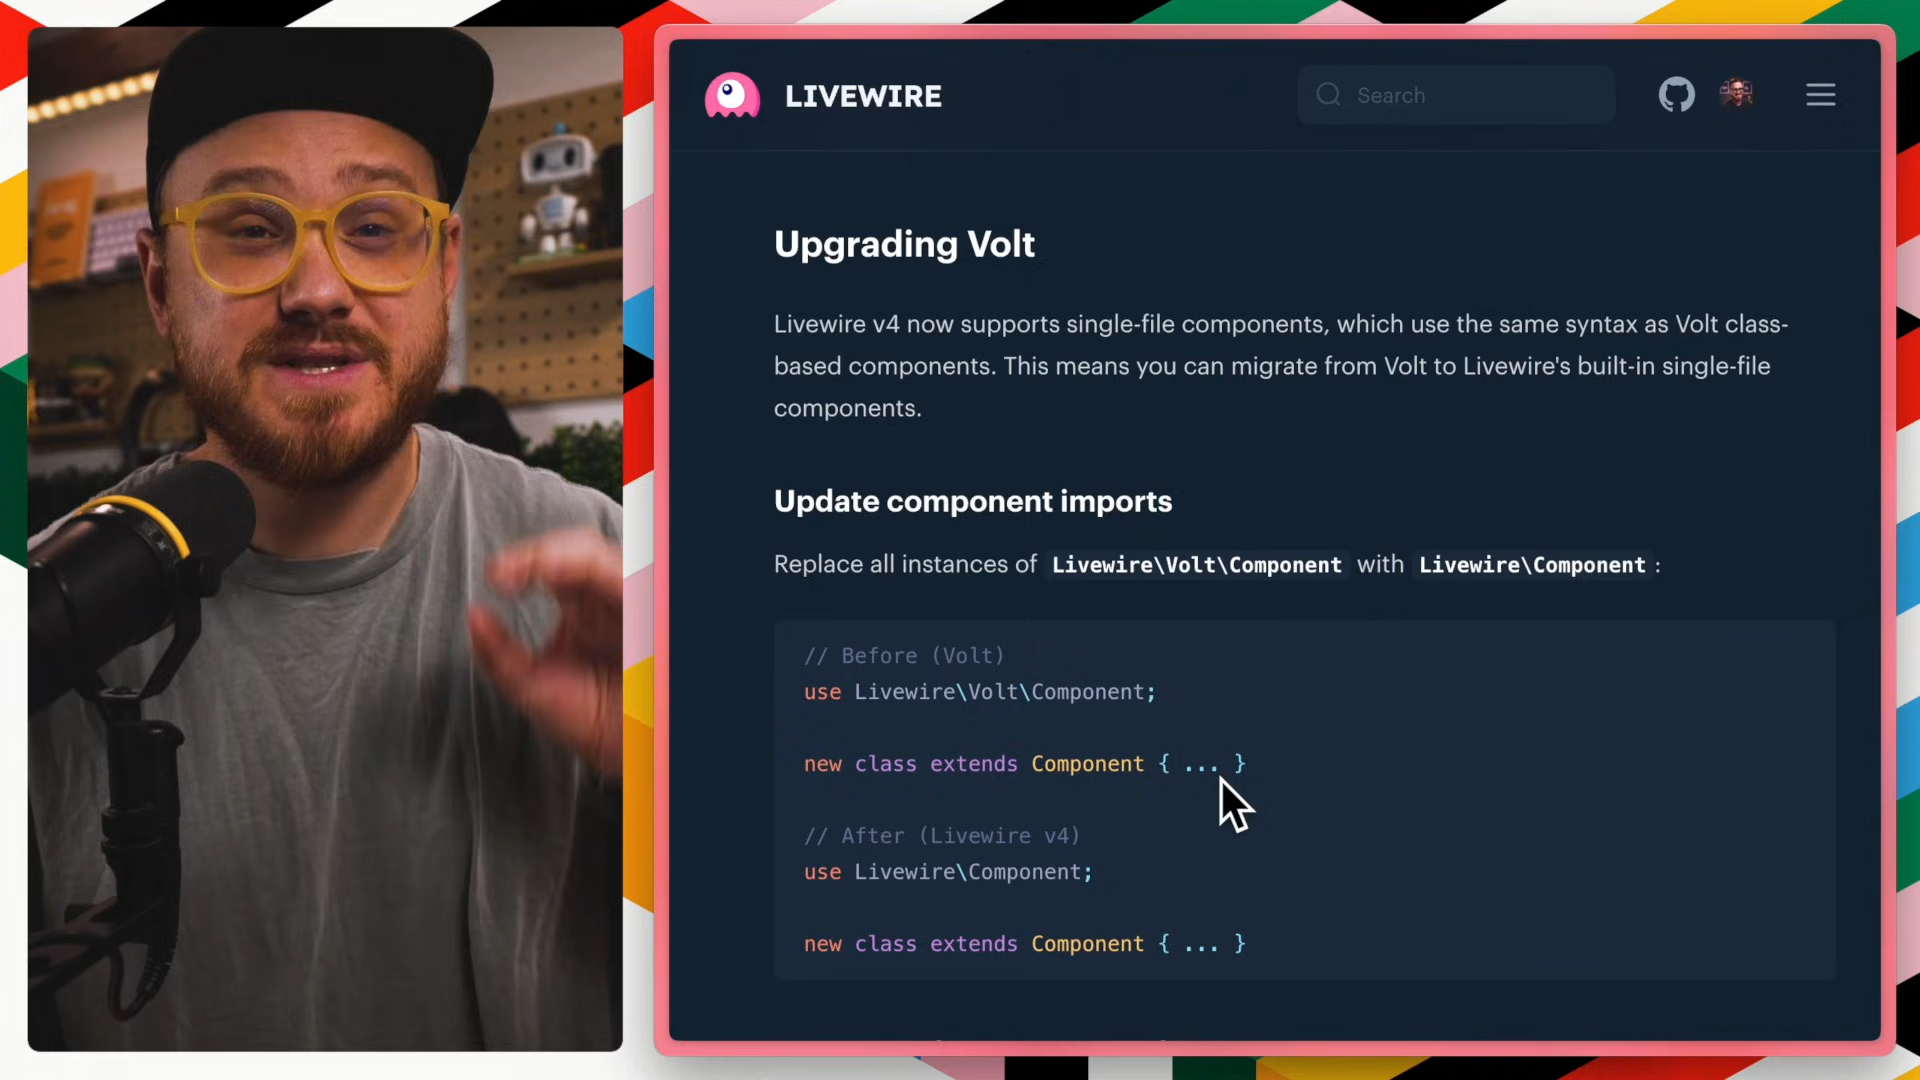 LIVEWIRE
Search
Upgrading Volt
Livewire v4 now supports single-file components, which use the same syntax as Volt class-
based components. This means you can migrate from Volt to Livewire's built-in single-file
components.
Update component imports
Replace all instances of Livewire\Volt\Component with Livewire\Component :
// Before (Volt)
use Livewire\Volt\Component;
new class extends Component { ... }
// After (Livewire v4)
use Livewire\Component;
new class extends Component { ... }